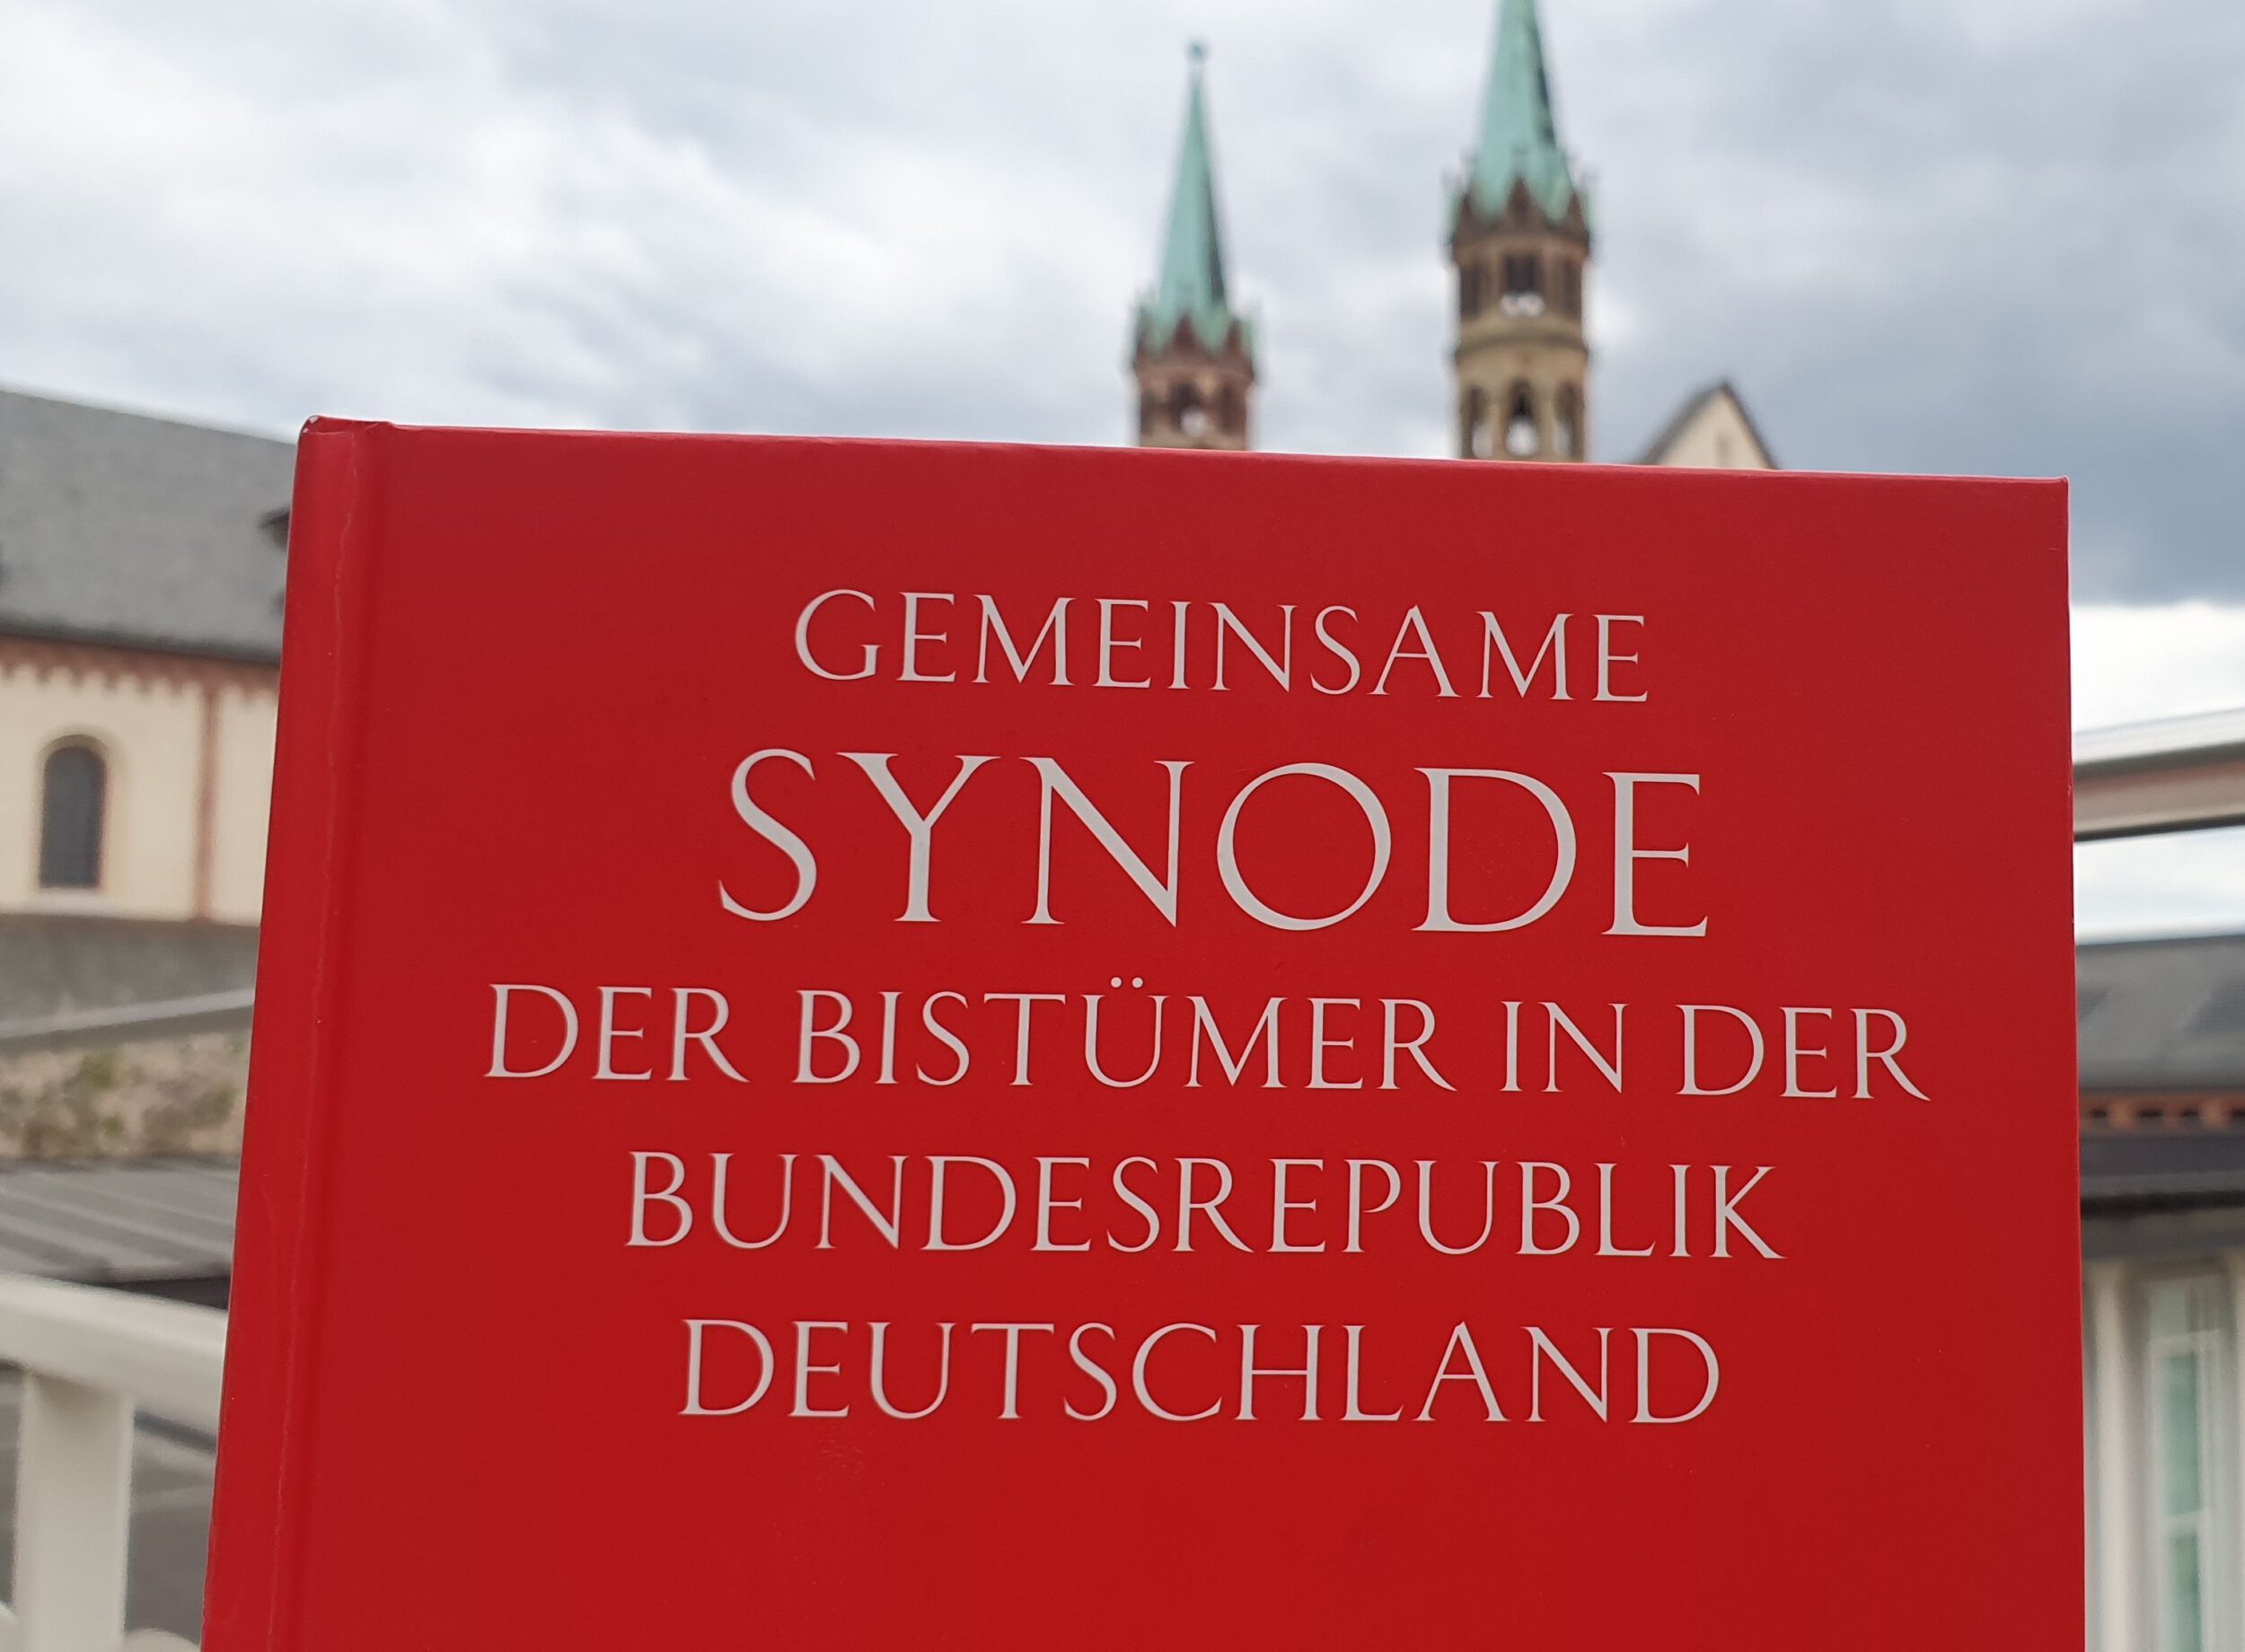 GEMEINSAME
SYNODE
DER BISTÜMER IN DER
BUNDESREPUBLIK
DEUTSCHLAND